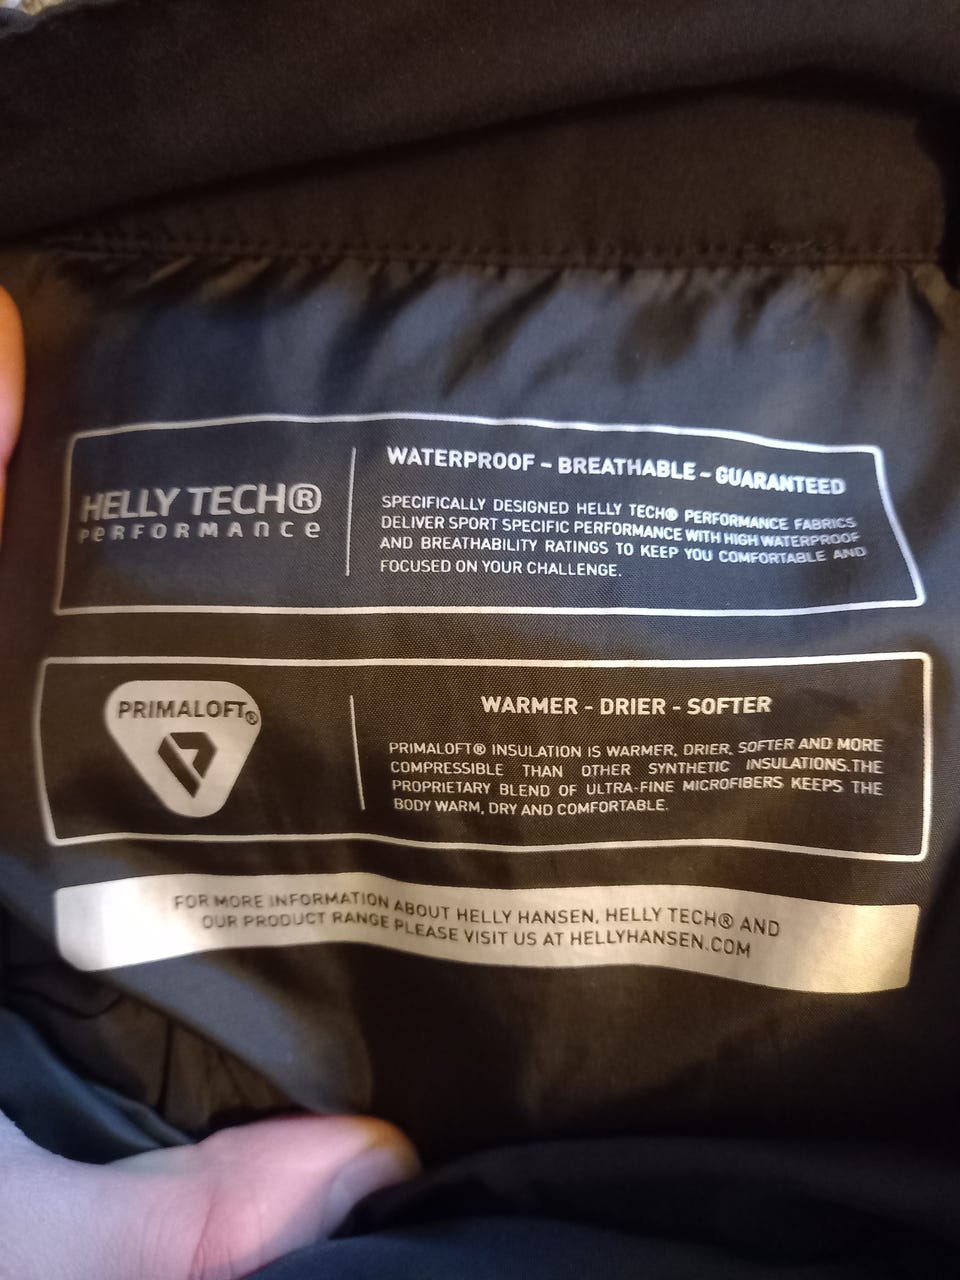 HELLY TECH®
PERFORMANCE
WATERPROOF – BREATHABLE – GUARANTEED
SPECIFICALLY DESIGNED HELLY TECH® PERFORMANCE FABRICS
DELIVER SPORT SPECIFIC PERFORMANCE WITH HIGH WATERPROOF
AND BREATHABILITY RATINGS TO KEEP YOU COMFORTABLE AND
FOCUSED ON YOUR CHALLENGE.
PRIMALOFT®
WARMER - DRIER - SOFTER
PRIMALOFT® INSULATION IS WARMER, DRIER, SOFTER AND MORE
COMPRESSIBLE THAN OTHER SYNTHETIC INSULATIONS.THE
PROPRIETARY BLEND OF ULTRA-FINE MICROFIBERS KEEPS THE
BODY WARM, DRY AND COMFORTABLE.
FOR MORE INFORMATION ABOUT HELLY HANSEN, HELLY TECH® AND
OUR PRODUCT RANGE PLEASE VISIT US AT HELLYHANSEN.COM